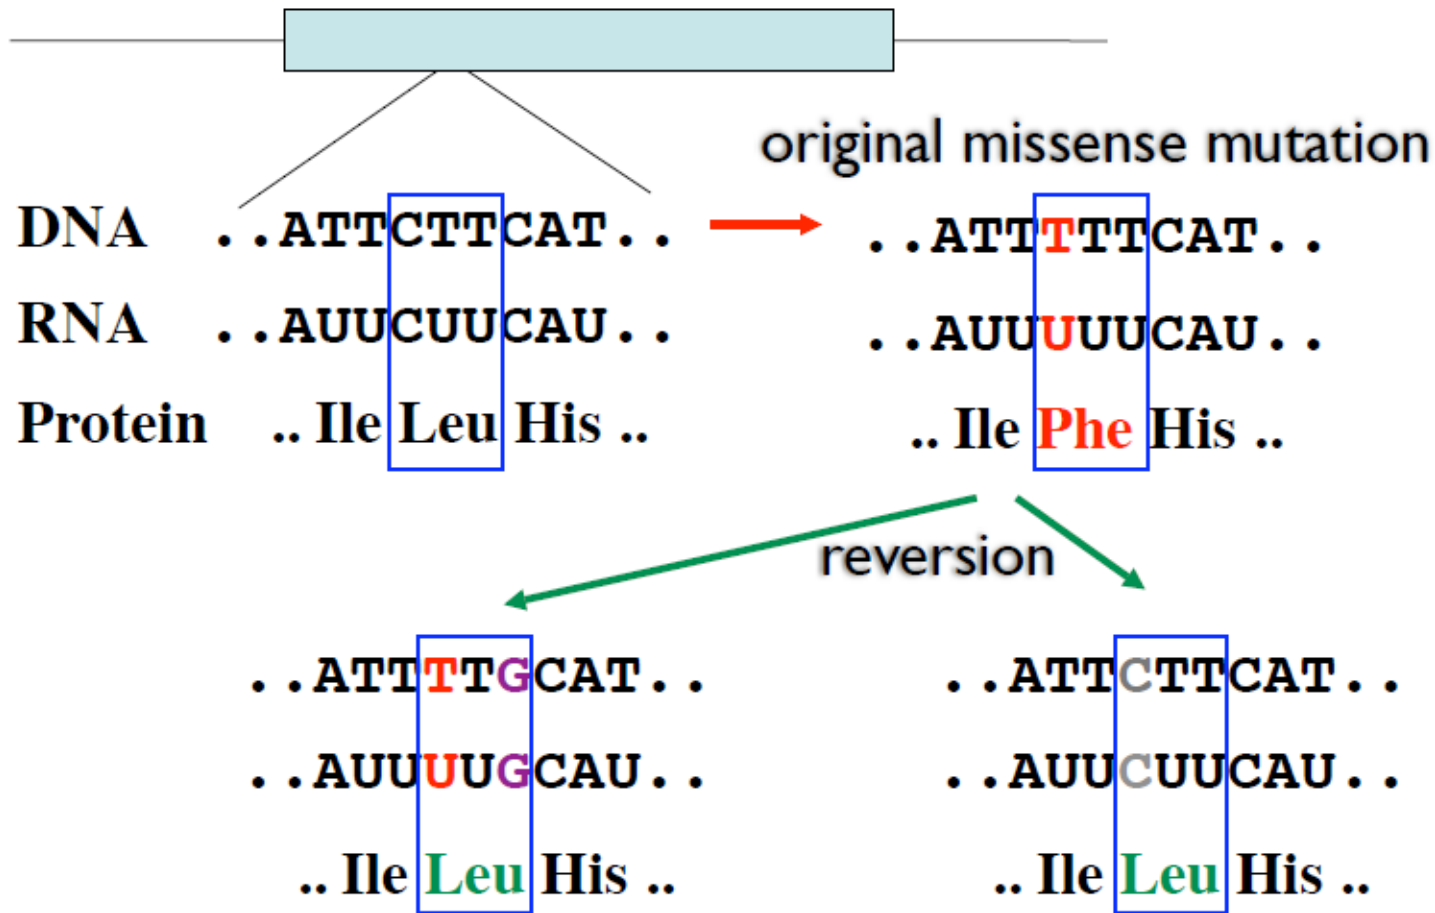 original missense mutation
DNA ..ATTCTTCAT.. ..ATTTTTCAT..
RNA ..AUUCUUCAU.. ..AUUUUUCAU..
Protein .. Ile Leu His .. .. Ile Phe His ..
reversion
..ATTTTGCAT.. ..ATTCTTCAT..
..AUUUUGCAU.. ..AUUCUUCAU..
.. Ile Leu His .. .. Ile Leu His ..